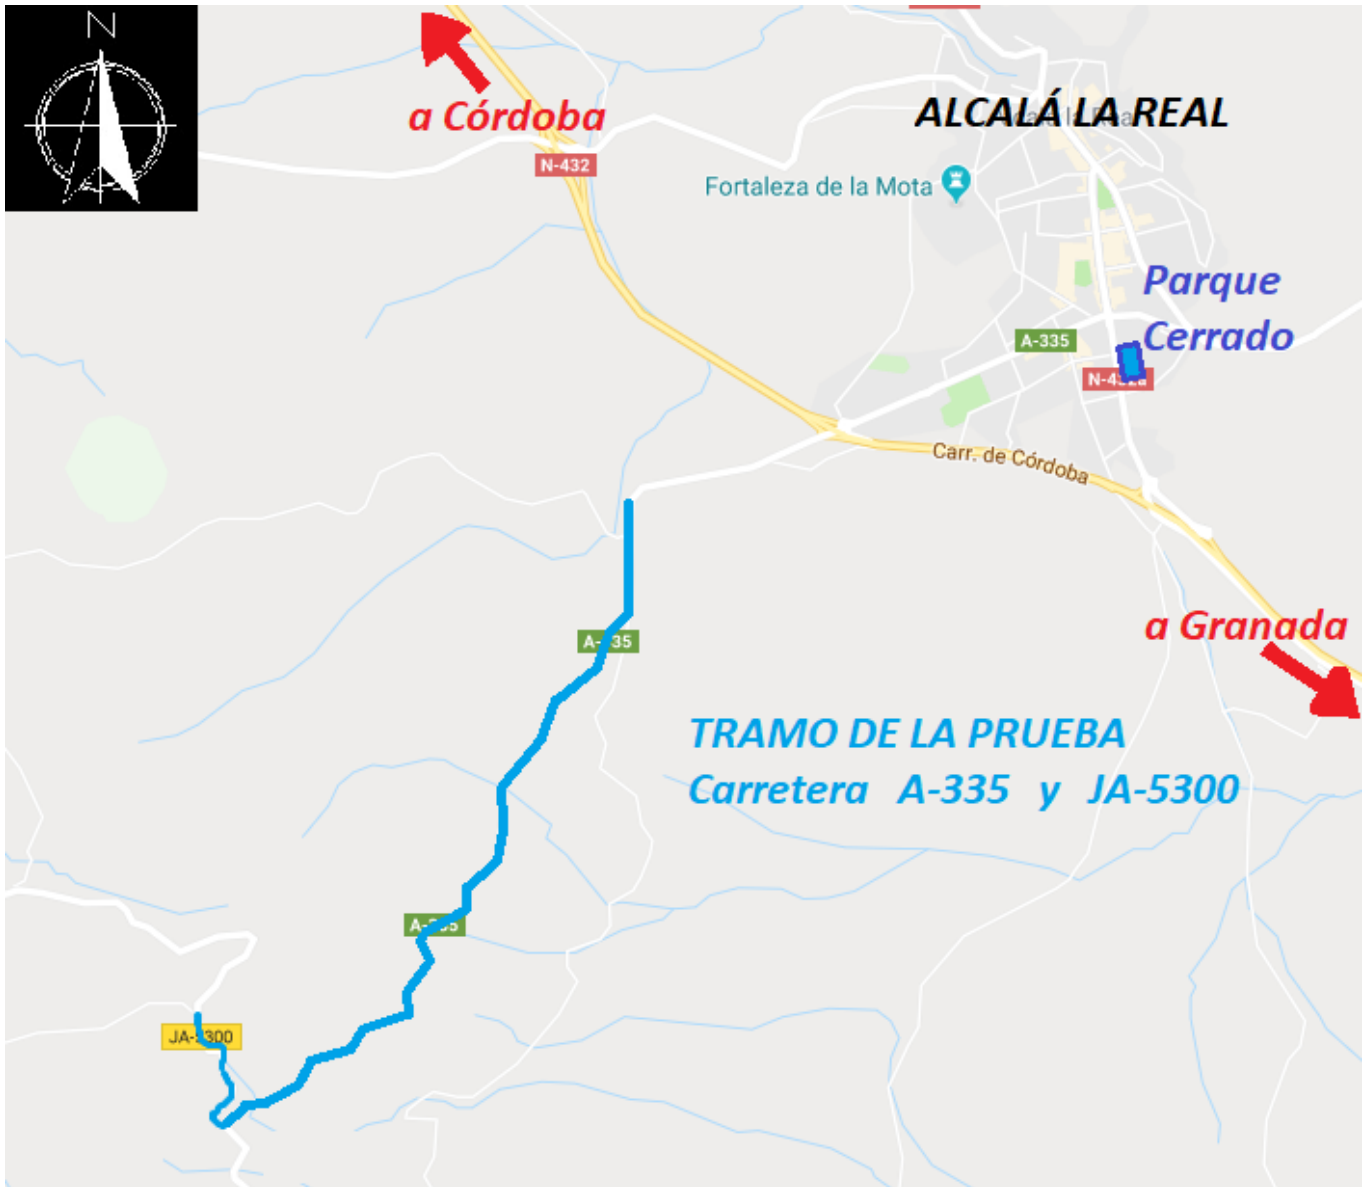 N
a Córdoba
ALCALÁ LA REAL
N-432
Fortaleza de la Mota
Parque
Cerrado
A-335
Carr. de Córdoba
a Granada
TRAMO DE LA PRUEBA
Carretera A-335 y JA-5300